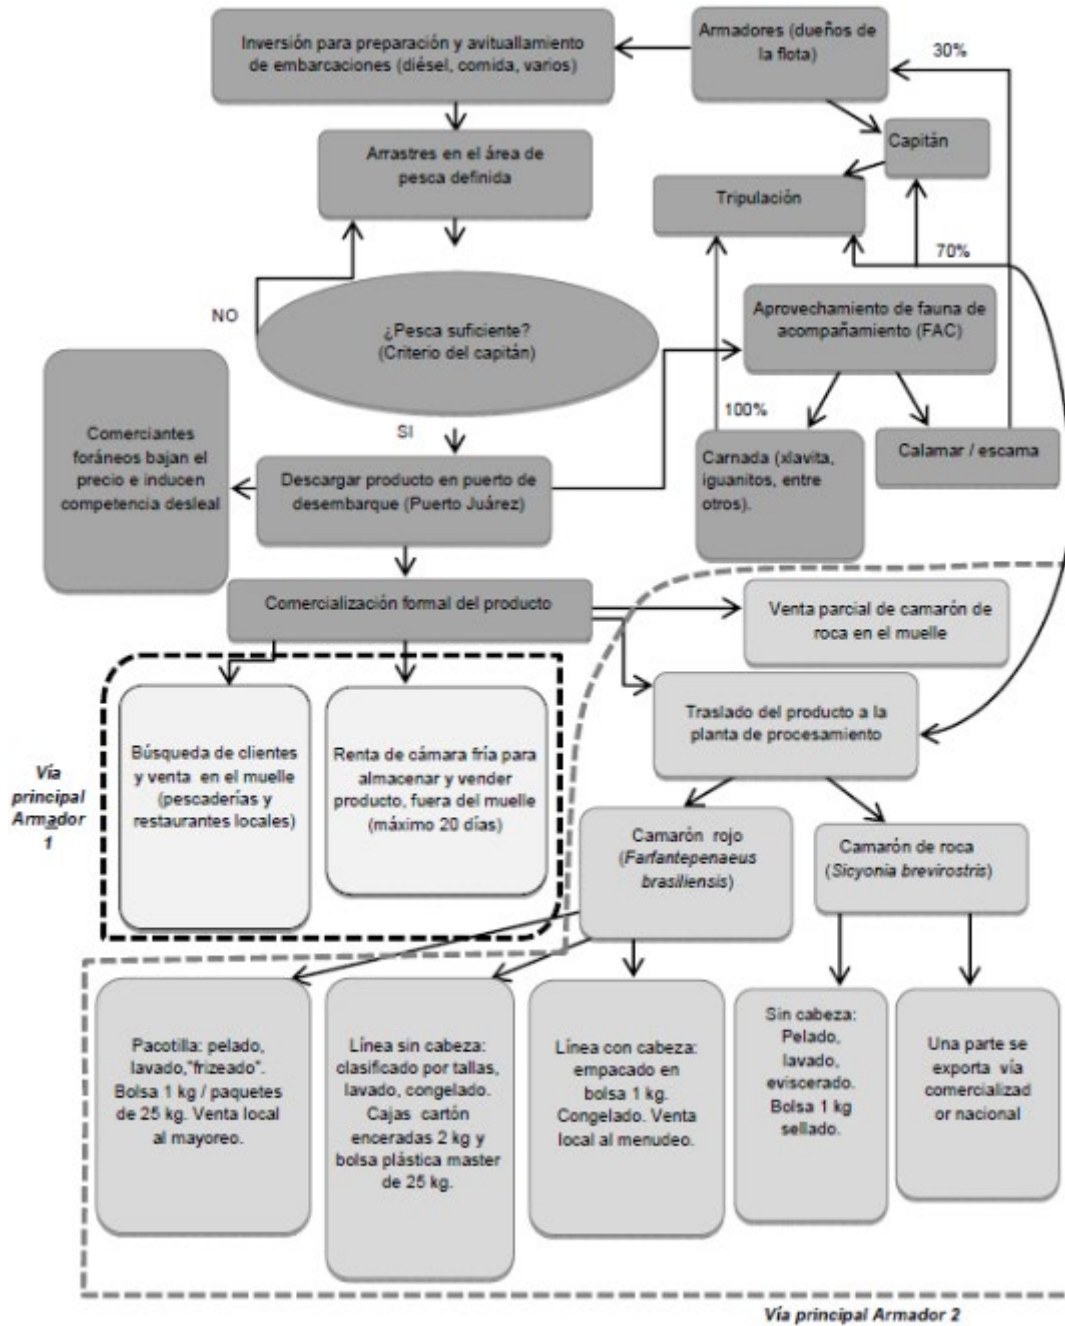 Inversión para preparación y avituallamiento
de embarcaciones (diésel, comida, varios)
Armadores (dueños de
la flota)
30%
Arrastres en el área de
pesca definida
Capitán
Tripulación
70%
NO
¿Pesca suficiente?
(Criterio del capitán)
Aprovechamiento de fauna de
acompañamiento (FAC)
SI
100%
Comerciantes
foráneos bajan el
precio e inducen
competencia desleal
Descargar producto en puerto de
desembarque (Puerto Juárez)
Carnada (xlavita,
iguanitos, entre
otros).
Calamar / escama
Comercialización formal del producto
Venta parcial de camarón de
roca en el muelle
Traslado del producto a la
planta de procesamiento
Vía
principal
Armador
1
Búsqueda de clientes
y venta en el muelle
(pescaderías y
restaurantes locales)
Renta de cámara fría para
almacenar y vender
producto, fuera del muelle
(máximo 20 días)
Camarón rojo
(Farfantepenaeus
brasiliensis)
Camarón de roca
(Sicyonia brevirostris)
Pacotilla: pelado,
lavado,"frizeado".
Bolsa 1 kg / paquetes
de 25 kg. Venta local
al mayoreo.
Línea sin cabeza:
clasificado por tallas,
lavado, congelado.
Cajas cartón
enceradas 2 kg y
bolsa plástica master
de 25 kg.
Línea con cabeza:
empacado en
bolsa 1 kg.
Congelado. Venta
local al menudeo.
Sin cabeza:
Pelado,
lavado,
eviscerado.
Bolsa 1 kg
sellado.
Una parte se
exporta vía
comercializad
or nacional
Vía principal Armador 2